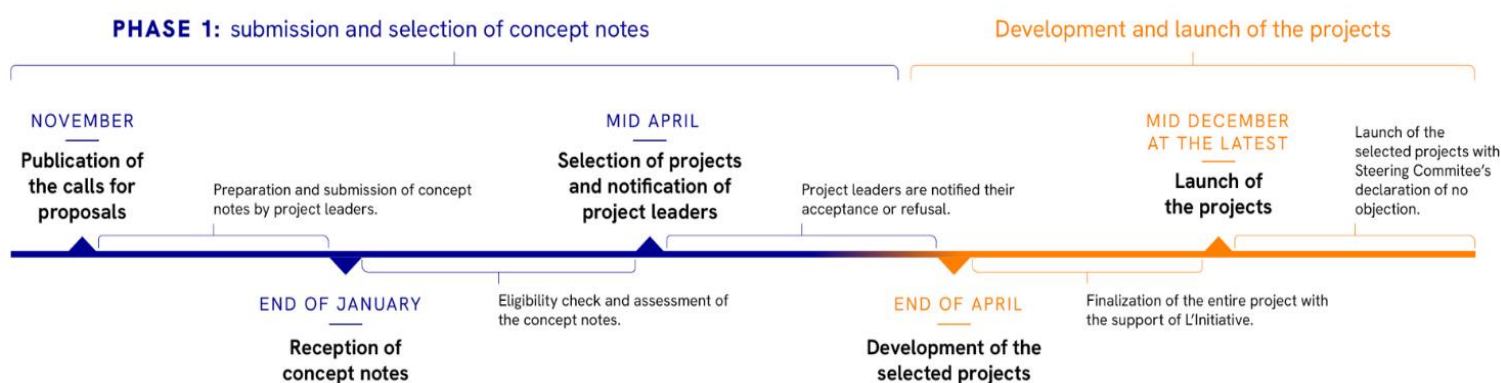 PHASE 1: submission and selection of concept notes
Development and launch of the projects
NOVEMBER
Publication of
the calls for
proposals
Preparation and submission of concept
notes by project leaders.
END OF JANUARY
Reception of
concept notes
Eligibility check and assessment of
the concept notes.
MID APRIL
Selection of projects
and notification of
project leaders
Project leaders are notified their
acceptance or refusal.
END OF APRIL
Development of the
selected projects
Finalization of the entire project with
the support of L’Initiative.
MID DECEMBER
AT THE LATEST
Launch of
the projects
Launch of the
selected projects with
Steering Commitee’s
declaration of no
objection.